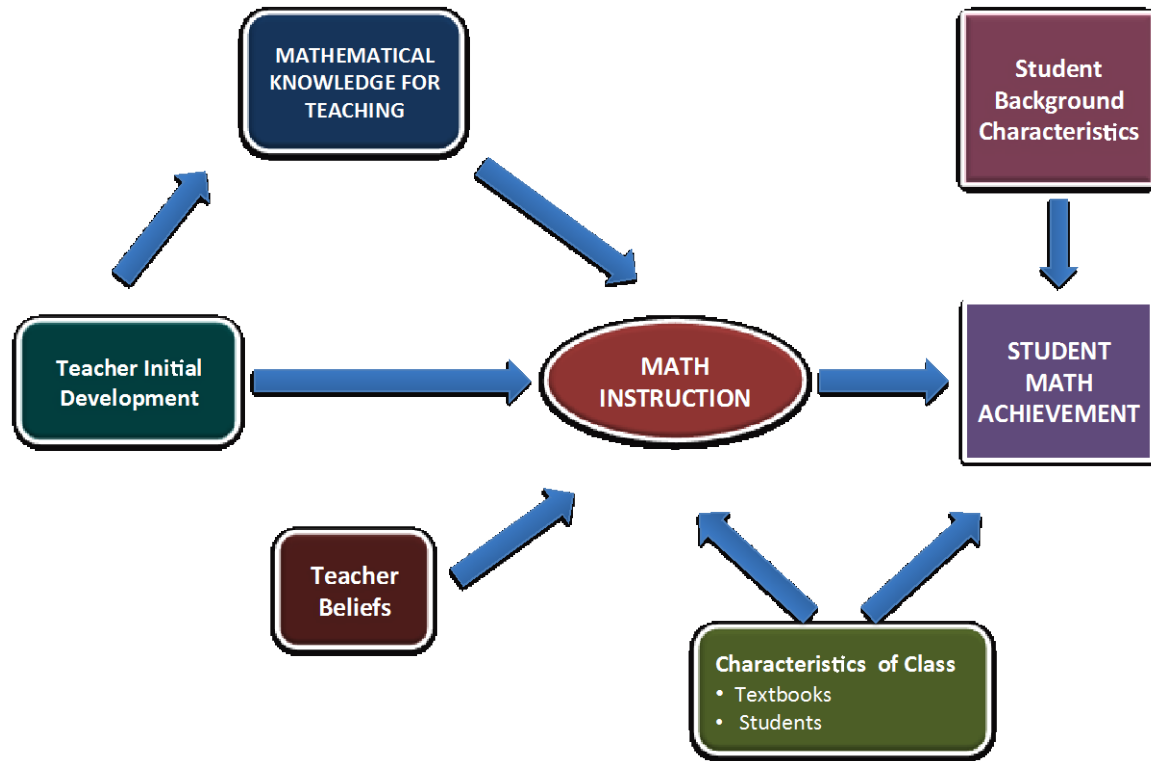 MATHEMATICAL
KNOWLEDGE FOR
TEACHING
Student
Background
Characteristics
Teacher Initial
Development
MATH
INSTRUCTION
STUDENT
MATH
ACHIEVEMENT
Teacher
Beliefs
Characteristics of Class
• Textbooks
• Students